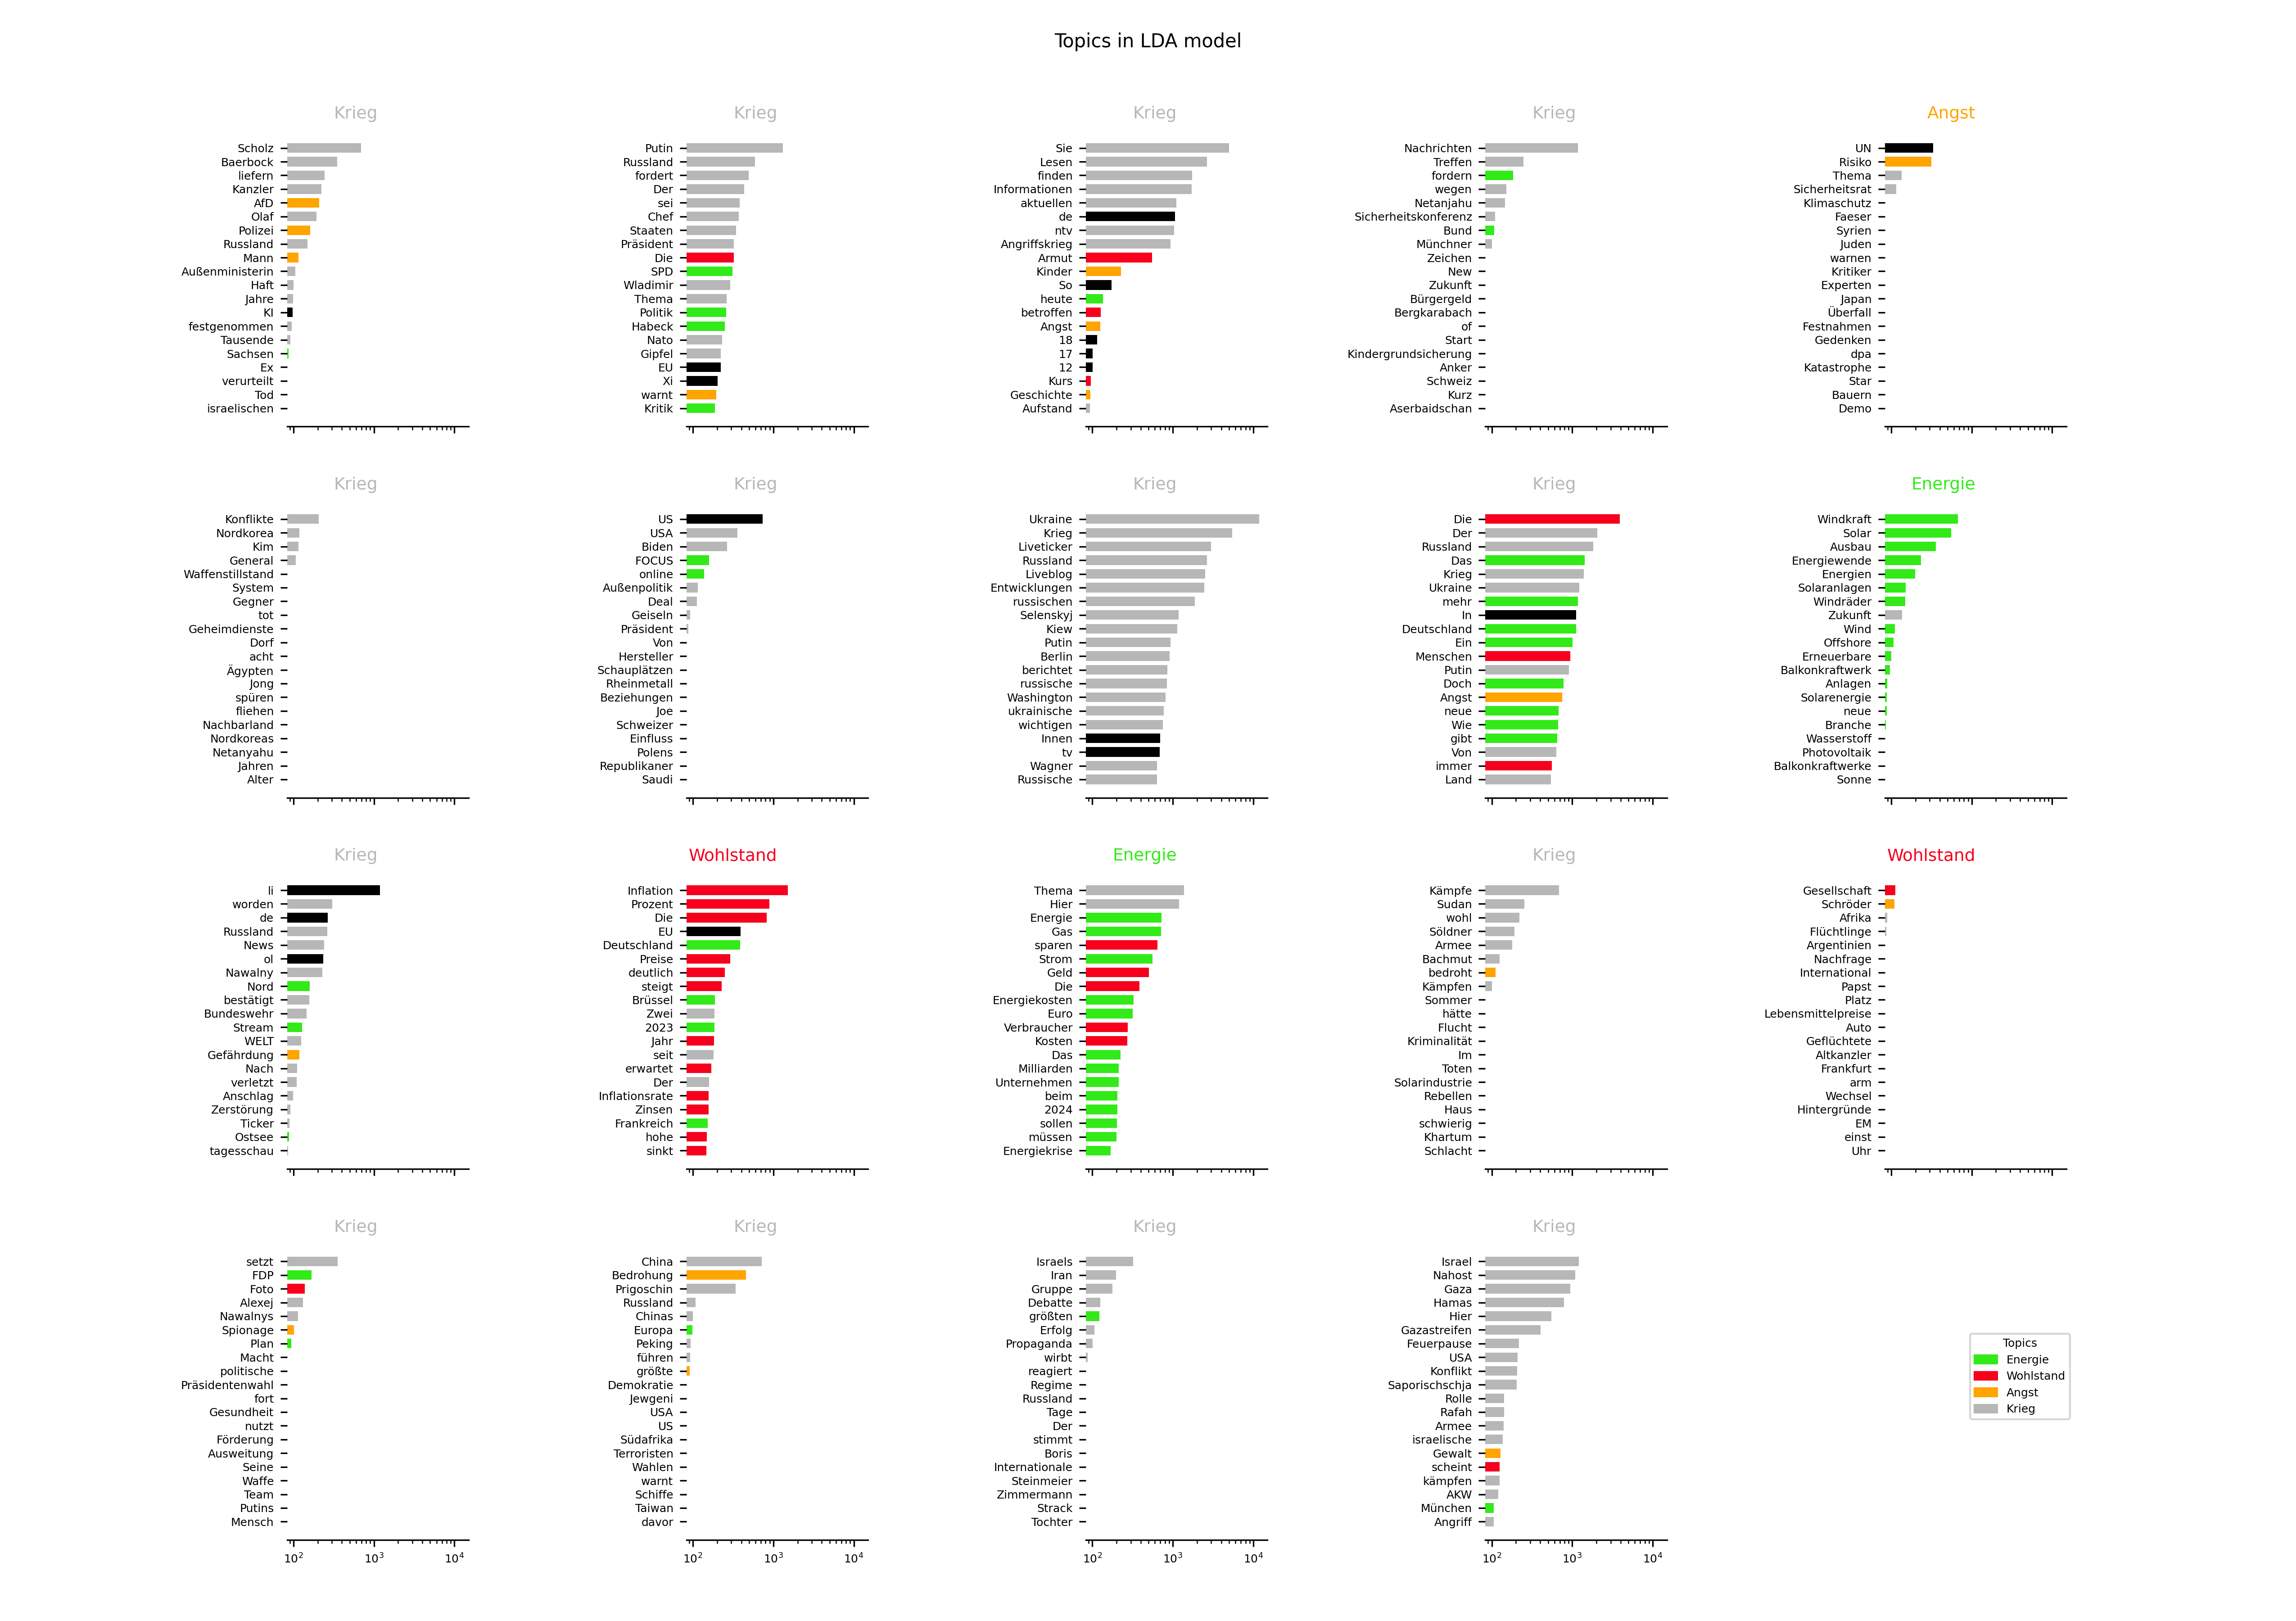 Topics in LDA model
Krieg
Scholz
Baerbock
liefern
Kanzler
AfD
Olaf
Polizei
Russland
Mann
Außenministerin
Haft
Jahre
KI
festgenommen
Tausende
Sachsen
Ex
verurteilt
Tod
israelischen
Krieg
Putin
Russland
fordert
Der
sei
Chef
Staaten
Präsident
Die
SPD
Wladimir
Thema
Politik
Habeck
Nato
Gipfel
EU
Xi
warnt
Kritik
Krieg
Sie
Lesen
finden
Informationen
aktuellen
de
ntv
Angriffskrieg
Armut
Kinder
So
heute
betroffen
Angst
18
17
12
Kurs
Geschichte
Aufstand
Krieg
Nachrichten
Treffen
fordern
wegen
Netanjahu
Sicherheitskonferenz
Bund
Münchner
Zeichen
New
Zukunft
Bürgergeld
Bergkarabach
of
Start
Kindergrundsicherung
Anker
Schweiz
Kurz
Aserbaidschan
Angst
UN
Risiko
Thema
Sicherheitsrat
Klimaschutz
Faeser
Syrien
Juden
warnen
Kritiker
Experten
Japan
Überfall
Festnahmen
Gedenken
dpa
Katastrophe
Star
Bauern
Demo
Krieg
Konflikte
Nordkorea
Kim
General
Waffenstillstand
System
Gegner
tot
Geheimdienste
Dorf
acht
Ägypten
Jong
spüren
fliehen
Nachbarland
Nordkoreas
Netanyahu
Jahren
Alter
Krieg
US
USA
Biden
FOCUS
online
Außenpolitik
Deal
Geiseln
Präsident
Von
Hersteller
Schauplätzen
Rheinmetall
Beziehungen
Joe
Schweizer
Einfluss
Polens
Republikaner
Saudi
Krieg
Ukraine
Krieg
Liveticker
Russland
Liveblog
Entwicklungen
russischen
Selenskyj
Kiew
Putin
Berlin
berichtet
russische
Washington
ukrainische
wichtigen
Innen
tv
Wagner
Russische
Krieg
Die
Der
Russland
Das
Krieg
Ukraine
mehr
In
Deutschland
Ein
Menschen
Putin
Doch
Angst
neue
Wie
gibt
Von
immer
Land
Energie
Windkraft
Solar
Ausbau
Energiewende
Energien
Solaranlagen
Windräder
Zukunft
Wind
Offshore
Erneuerbare
Balkonkraftwerk
Anlagen
Solarenergie
neue
Branche
Wasserstoff
Photovoltaik
Balkonkraftwerke
Sonne
Krieg
li
worden
de
Russland
News
ol
Nawalny
Nord
bestätigt
Bundeswehr
Stream
WELT
Gefährdung
Nach
verletzt
Anschlag
Zerstörung
Ticker
Ostsee
tagesschau
Wohlstand
Inflation
Prozent
Die
EU
Deutschland
Preise
deutlich
steigt
Brüssel
Zwei
2023
Jahr
seit
erwartet
Der
Inflationsrate
Zinsen
Frankreich
hohe
sinkt
Energie
Thema
Hier
Energie
Gas
sparen
Strom
Geld
Die
Energiekosten
Euro
Verbraucher
Kosten
Das
Milliarden
Unternehmen
beim
2024
sollen
müssen
Energiekrise
Krieg
Kämpfe
Sudan
wohl
Söldner
Armee
Bachmut
bedroht
Kämpfen
Sommer
hätte
Flucht
Kriminalität
Im
Toten
Solarindustrie
Rebellen
Haus
schwierig
Khartum
Schlacht
Wohlstand
Gesellschaft
Schröder
Afrika
Flüchtlinge
Argentinien
Nachfrage
International
Papst
Platz
Lebensmittelpreise
Auto
Geflüchtete
Altkanzler
Frankfurt
arm
Wechsel
Hintergründe
EM
einst
Uhr
Krieg
setzt
FDP
Foto
Alexej
Nawalnys
Spionage
Plan
Macht
politische
Präsidentenwahl
fort
Gesundheit
nutzt
Förderung
Ausweitung
Seine
Waffe
Team
Putins
Mensch
10² 10³ 10⁴
Krieg
China
Bedrohung
Prigoschin
Russland
Chinas
Europa
Peking
führen
größte
Demokratie
Jewgeni
USA
US
Südafrika
Terroristen
Wahlen
warnt
Schiffe
Taiwan
davor
10² 10³ 10⁴
Krieg
Israels
Iran
Gruppe
Debatte
größten
Erfolg
Propaganda
wirbt
reagiert
Regime
Russland
Tage
Der
stimmt
Boris
Internationale
Steinmeier
Zimmermann
Strack
Tochter
10² 10³ 10⁴
Krieg
Israel
Nahost
Gaza
Hamas
Hier
Gazastreifen
Feuerpause
USA
Konflikt
Saporischschja
Rolle
Rafah
Armee
israelische
Gewalt
scheint
kämpfen
AKW
München
Angriff
10² 10³ 10⁴
Topics
Energie
Wohlstand
Angst
Krieg